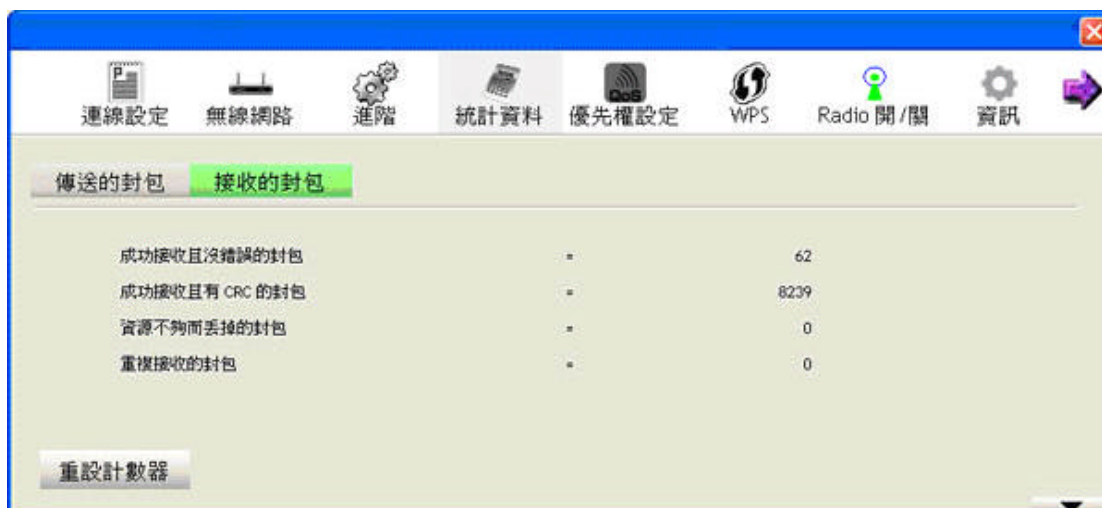 連線設定 無線網路 進階 統計資料 優先權設定 WPS Radio 開/關 資訊
QoS
傳送的封包 接收的封包
成功接收且沒錯誤的封包 = 62
成功接收且有 CRC 的封包 = 8239
資源不夠而丟掉的封包 = 0
重複接收的封包 = 0
重設計數器